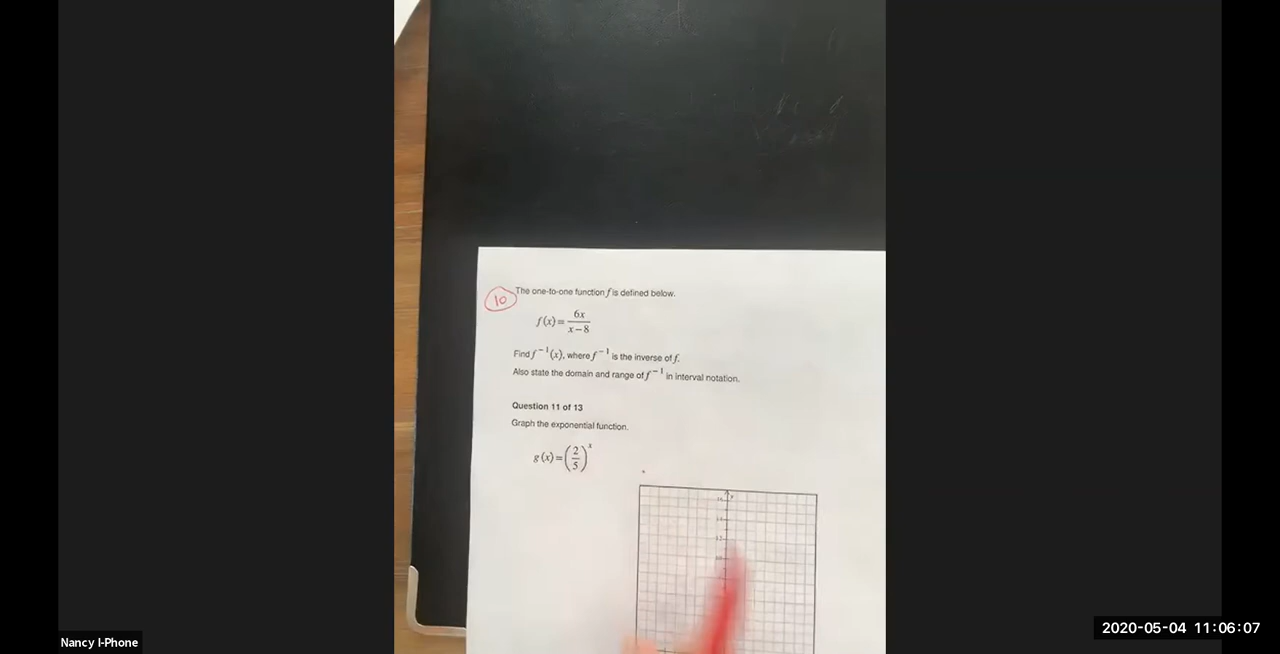 10
The one-to-one function f is defined below.
f(x) = 6x / x − 8
Find f⁻¹(x), where f⁻¹ is the inverse of f.
Also state the domain and range of f⁻¹ in interval notation.
Question 11 of 13
Graph the exponential function.
g(x) = (2/5)ˣ
y
Nancy I-Phone
2020-05-04 11:06:07